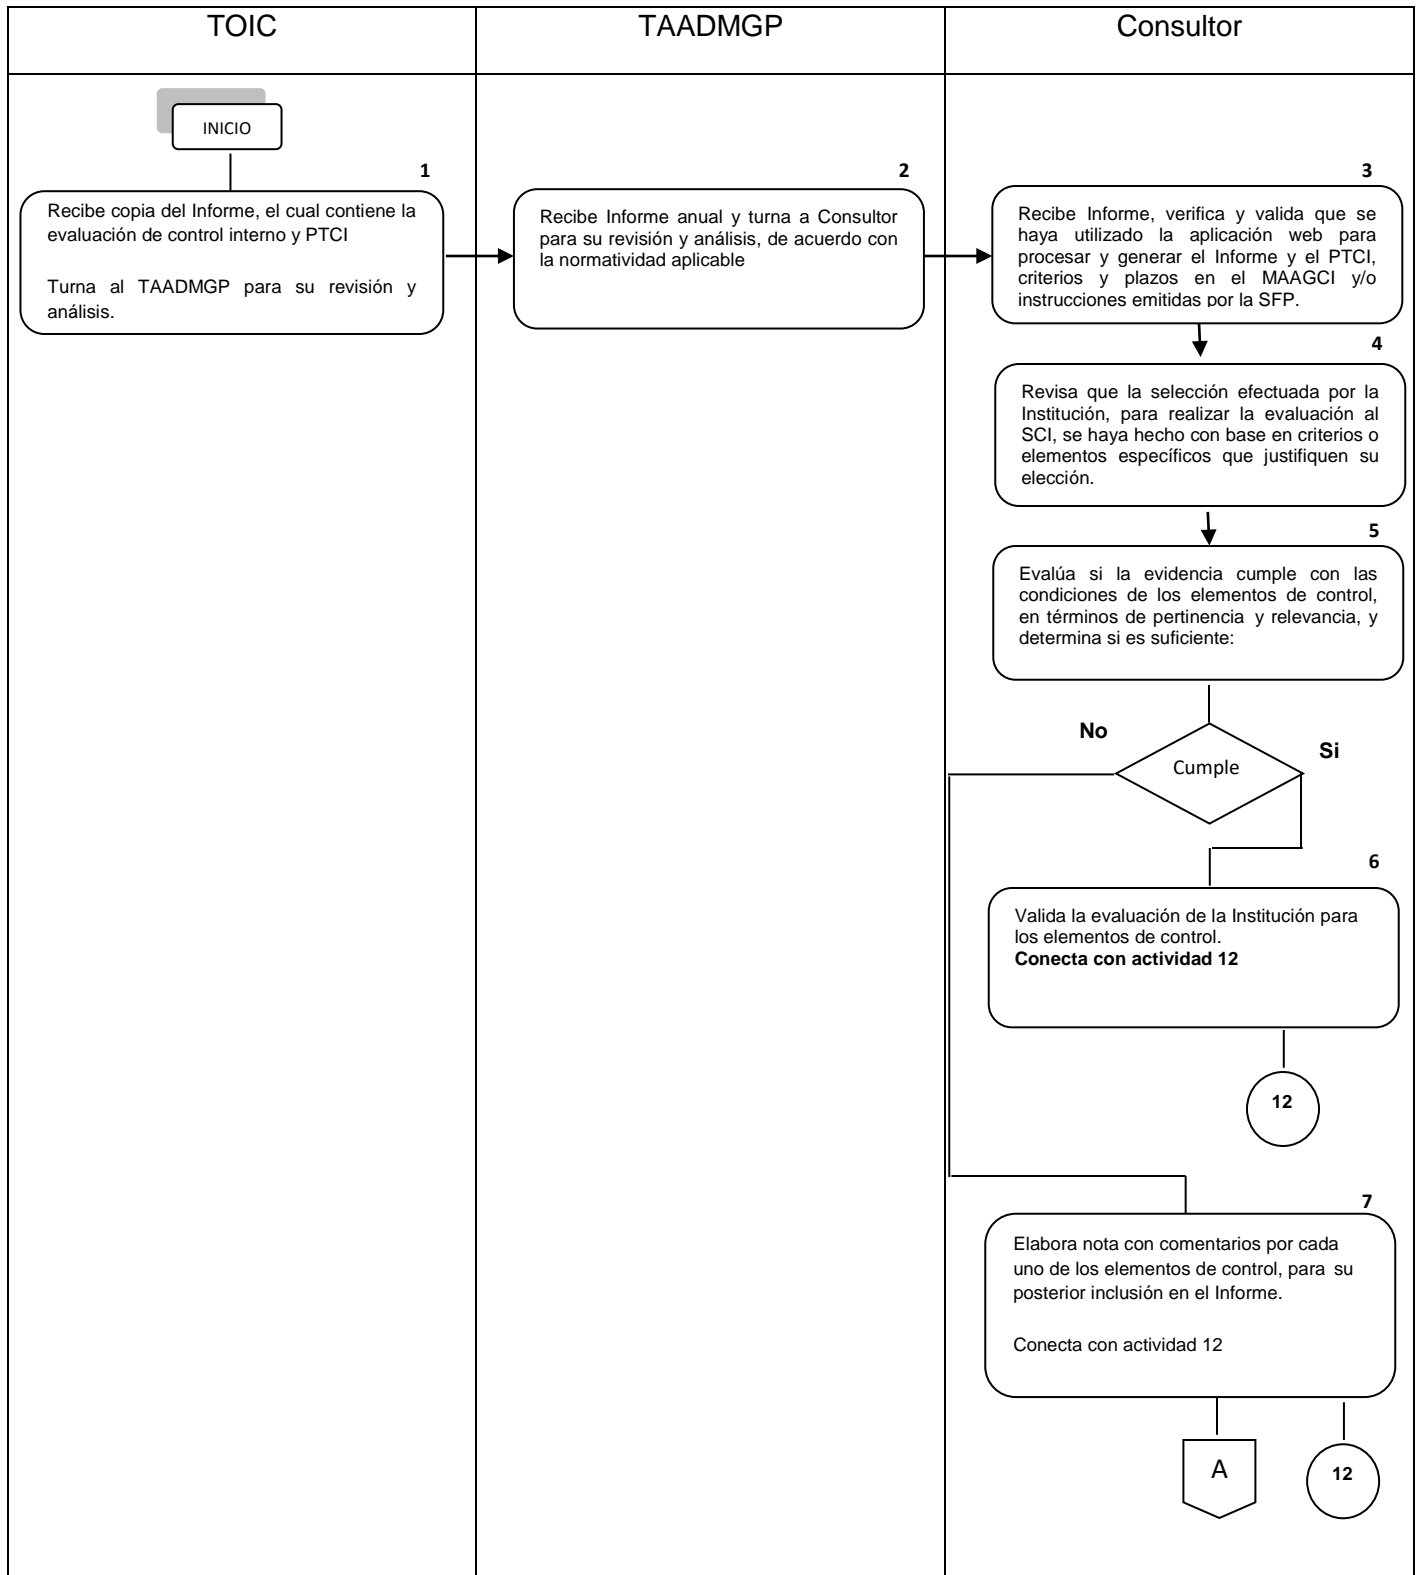 TOIC
TAADMGP
Consultor
INICIO
1
Recibe copia del Informe, el cual contiene la
evaluación de control interno y PTCI
Turna al TAADMGP para su revisión y
análisis.
2
Recibe Informe anual y turna a Consultor
para su revisión y análisis, de acuerdo con
la normatividad aplicable
3
Recibe Informe, verifica y valida que se
haya utilizado la aplicación web para
procesar y generar el Informe y el PTCI,
criterios y plazos en el MAAGCI y/o
instrucciones emitidas por la SFP.
4
Revisa que la selección efectuada por la
Institución, para realizar la evaluación al
SCI, se haya hecho con base en criterios o
elementos específicos que justifiquen su
elección.
5
Evalúa si la evidencia cumple con las
condiciones de los elementos de control,
en términos de pertinencia y relevancia, y
determina si es suficiente:
No
Si
Cumple
6
Valida la evaluación de la Institución para
los elementos de control.
Conecta con actividad 12
12
7
Elabora nota con comentarios por cada
uno de los elementos de control, para su
posterior inclusión en el Informe.
Conecta con actividad 12
A
12